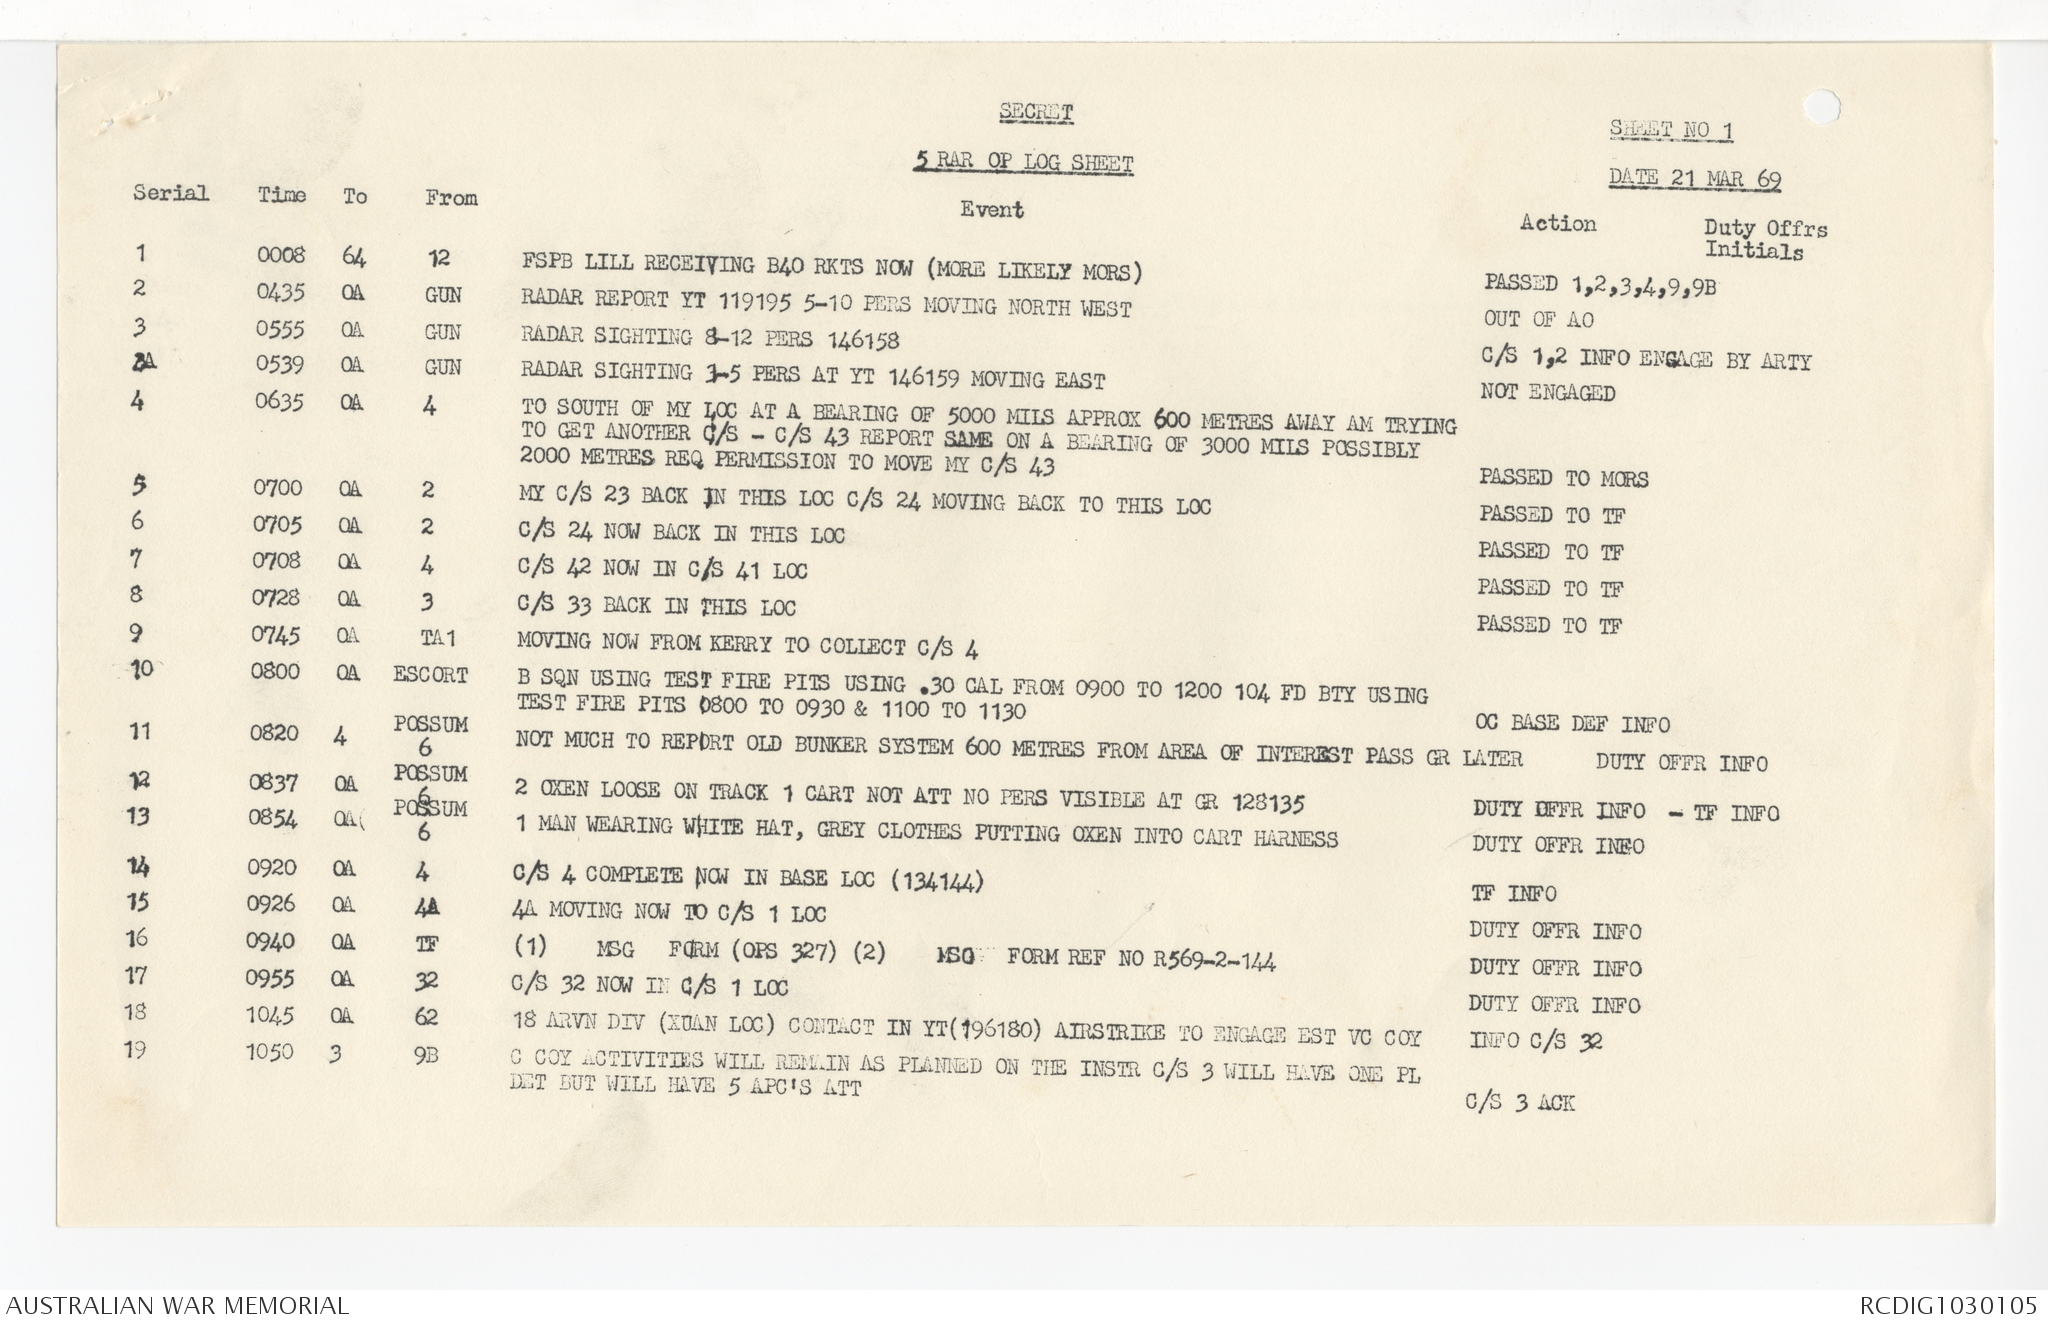 SECRET
SHEET NO 1
5 RAR OP LOG SHEET
DATE 21 MAR 69
Serial Time To From Event Action Duty Offrs
Initials
1 0008 64 12 FSPB LILL RECEIVING B40 RKTS NOW (MORE LIKELY MORS) PASSED 1,2,3,4,9,9B
2 0435 0A GUN RADAR REPORT YT 119195 5-10 PERS MOVING NORTH WEST OUT OF AO
3 0555 0A GUN RADAR SIGHTING 8-12 PERS 146158 C/S 1,2 INFO ENGAGE BY ARTY
3A 0539 0A GUN RADAR SIGHTING 3-5 PERS AT YT 146159 MOVING EAST NOT ENGAGED
4 0635 0A 4 TO SOUTH OF MY LOC AT A BEARING OF 5000 MILS APPROX 600 METRES AWAY AM TRYING
TO GET ANOTHER C/S - C/S 43 REPORT SAME ON A BEARING OF 3000 MILS POSSIBLY
2000 METRES REQ PERMISSION TO MOVE MY C/S 43 PASSED TO MORS
5 0700 0A 2 MY C/S 23 BACK IN THIS LOC C/S 24 MOVING BACK TO THIS LOC PASSED TO TF
6 0705 0A 2 C/S 24 NOW BACK IN THIS LOC PASSED TO TF
7 0708 0A 4 C/S 42 NOW IN C/S 41 LOC PASSED TO TF
8 0728 0A 3 C/S 33 BACK IN THIS LOC PASSED TO TF
9 0745 0A TA1 MOVING NOW FROM KERRY TO COLLECT C/S 4
10 0800 0A ESCORT B SQN USING TEST FIRE PITS USING .30 CAL FROM 0900 TO 1200 104 FD BTY USING
TEST FIRE PITS 0800 TO 0930 & 1100 TO 1130 OC BASE DEF INFO
11 0820 4 POSSUM
6 NOT MUCH TO REPORT OLD BUNKER SYSTEM 600 METRES FROM AREA OF INTEREST PASS GR LATER DUTY OFFR INFO
12 0837 0A POSSUM
6 2 OXEN LOOSE ON TRACK 1 CART NOT ATT NO PERS VISIBLE AT GR 128135 DUTY OFFR INFO - TF INFO
13 0854 0A( POSSUM
6 1 MAN WEARING WHITE HAT, GREY CLOTHES PUTTING OXEN INTO CART HARNESS DUTY OFFR INFO
14 0920 0A 4 C/S 4 COMPLETE NOW IN BASE LOC (134144) TF INFO
15 0926 0A 4A 4A MOVING NOW TO C/S 1 LOC DUTY OFFR INFO
16 0940 0A TF (1) MSG FORM (OPS 327) (2) MSG FORM REF NO R569-2-144 DUTY OFFR INFO
17 0955 0A 32 C/S 32 NOW IN C/S 1 LOC DUTY OFFR INFO
18 1045 0A 62 18 ARVN DIV (XUAN LOC) CONTACT IN YT(196180) AIRSTRIKE TO ENGAGE EST VC COY INFO C/S 32
19 1050 3 9B C COY ACTIVITIES WILL REMAIN AS PLANNED ON THE INSTR C/S 3 WILL HAVE ONE PL
DET BUT WILL HAVE 5 APC'S ATT C/S 3 ACK
AUSTRALIAN WAR MEMORIAL
RCDIG1030105